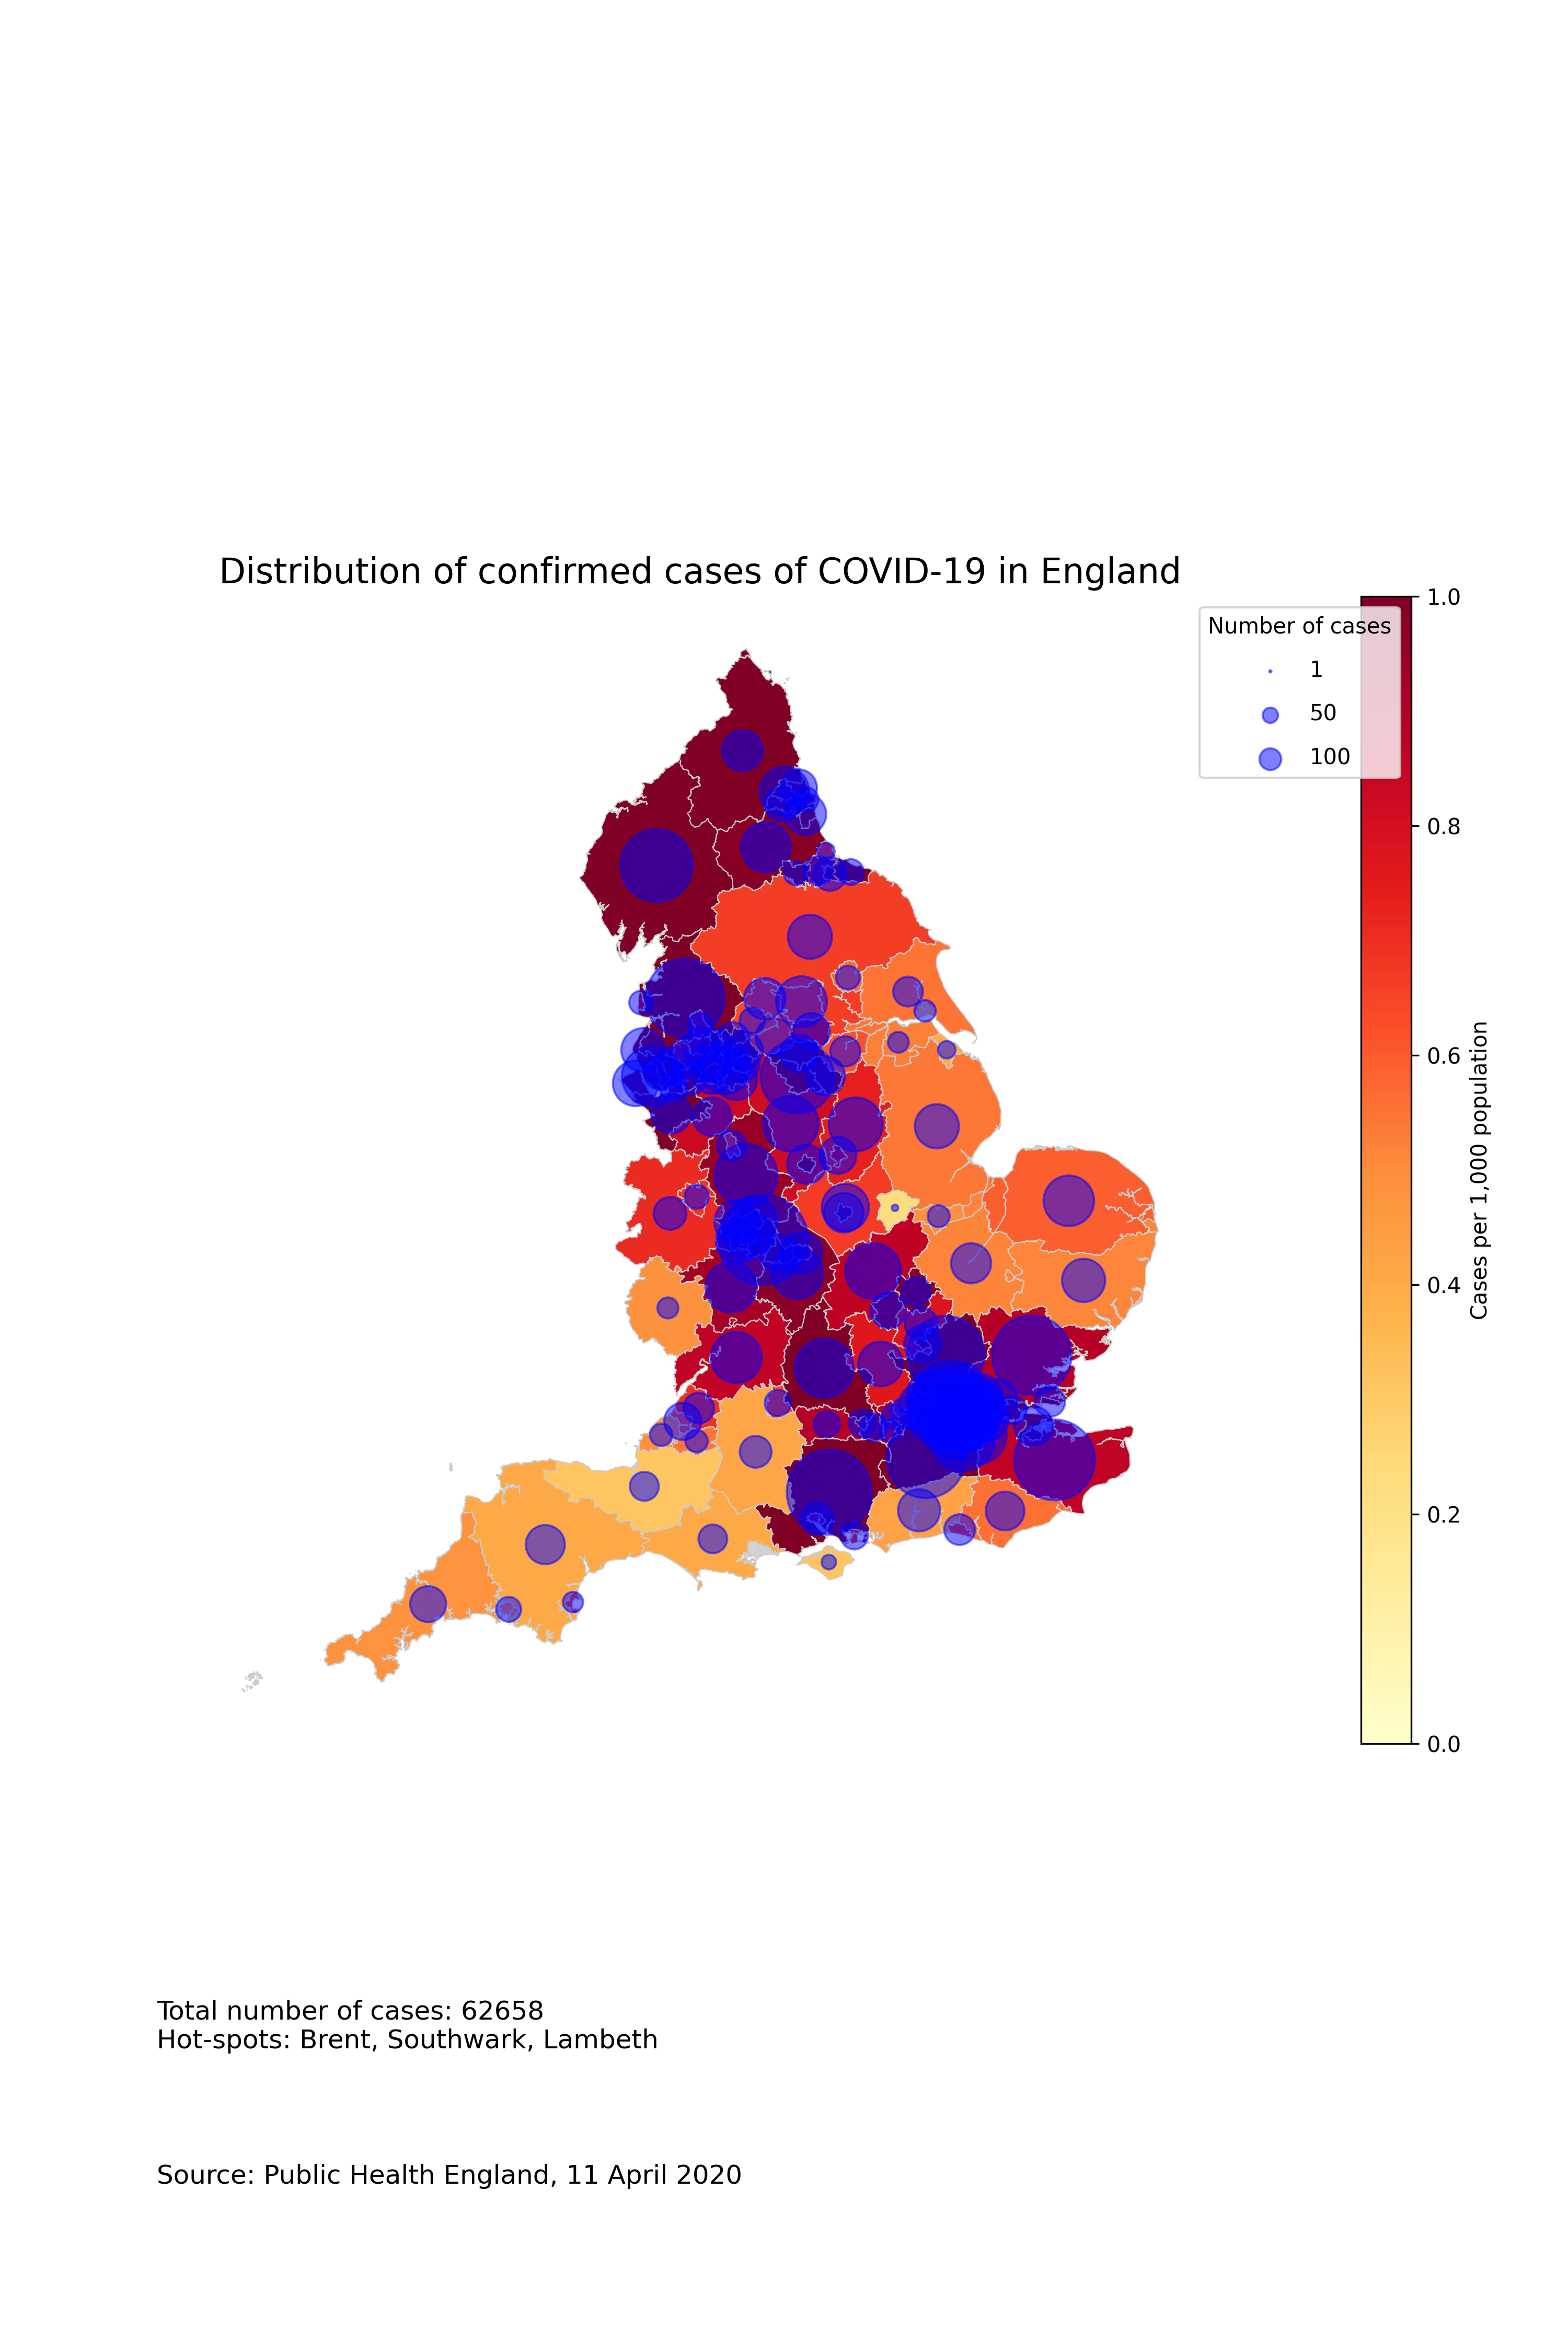 Distribution of confirmed cases of COVID-19 in England
Number of cases
1
50
100
1.0
0.8
0.6
0.4
0.2
0.0
Cases per 1,000 population
Total number of cases: 62658
Hot-spots: Brent, Southwark, Lambeth
Source: Public Health England, 11 April 2020